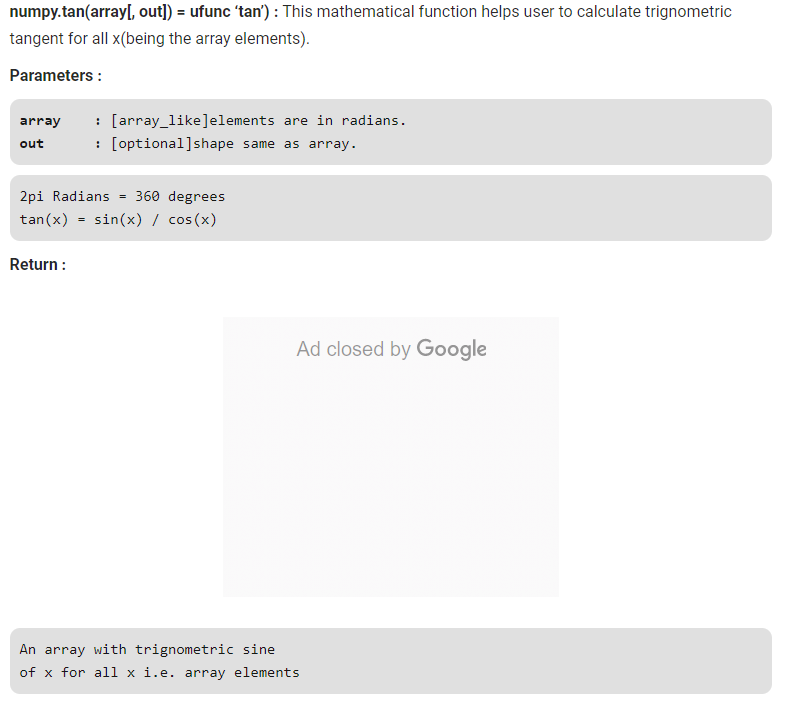 numpy.tan(array[, out]) = ufunc ‘tan’) : This mathematical function helps user to calculate trignometric
tangent for all x(being the array elements).
Parameters :
array    : [array_like]elements are in radians.
out      : [optional]shape same as array.
2pi Radians = 360 degrees
tan(x) = sin(x) / cos(x)
Return :
Ad closed by Google
An array with trignometric sine
of x for all x i.e. array elements